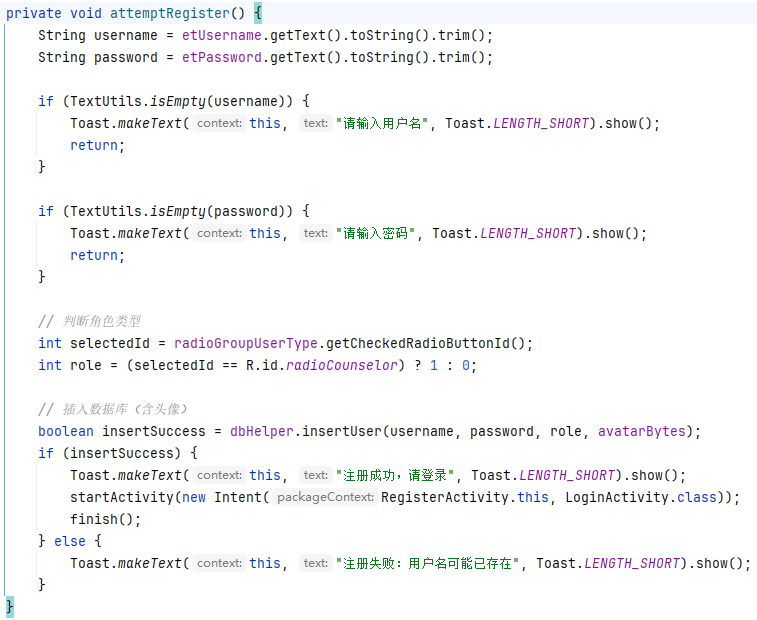 private void attemptRegister() {
String username = etUsername.getText().toString().trim();
String password = etPassword.getText().toString().trim();
if (TextUtils.isEmpty(username)) {
Toast.makeText( context: this, text: "请输入用户名", Toast.LENGTH_SHORT).show();
return;
}
if (TextUtils.isEmpty(password)) {
Toast.makeText( context: this, text: "请输入密码", Toast.LENGTH_SHORT).show();
return;
}
// 判断角色类型
int selectedId = radioGroupUserType.getCheckedRadioButtonId();
int role = (selectedId == R.id.radioCounselor) ? 1 : 0;
// 插入数据库（含头像）
boolean insertSuccess = dbHelper.insertUser(username, password, role, avatarBytes);
if (insertSuccess) {
Toast.makeText( context: this, text: "注册成功，请登录", Toast.LENGTH_SHORT).show();
startActivity(new Intent( packageContext: RegisterActivity.this, LoginActivity.class));
finish();
} else {
Toast.makeText( context: this, text: "注册失败：用户名可能已存在", Toast.LENGTH_SHORT).show();
}
}